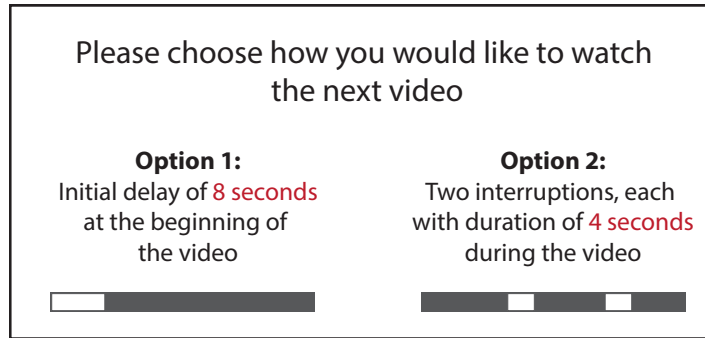 Please choose how you would like to watch
the next video
Option 1:
Initial delay of 8 seconds
at the beginning of
the video
Option 2:
Two interruptions, each
with duration of 4 seconds
during the video